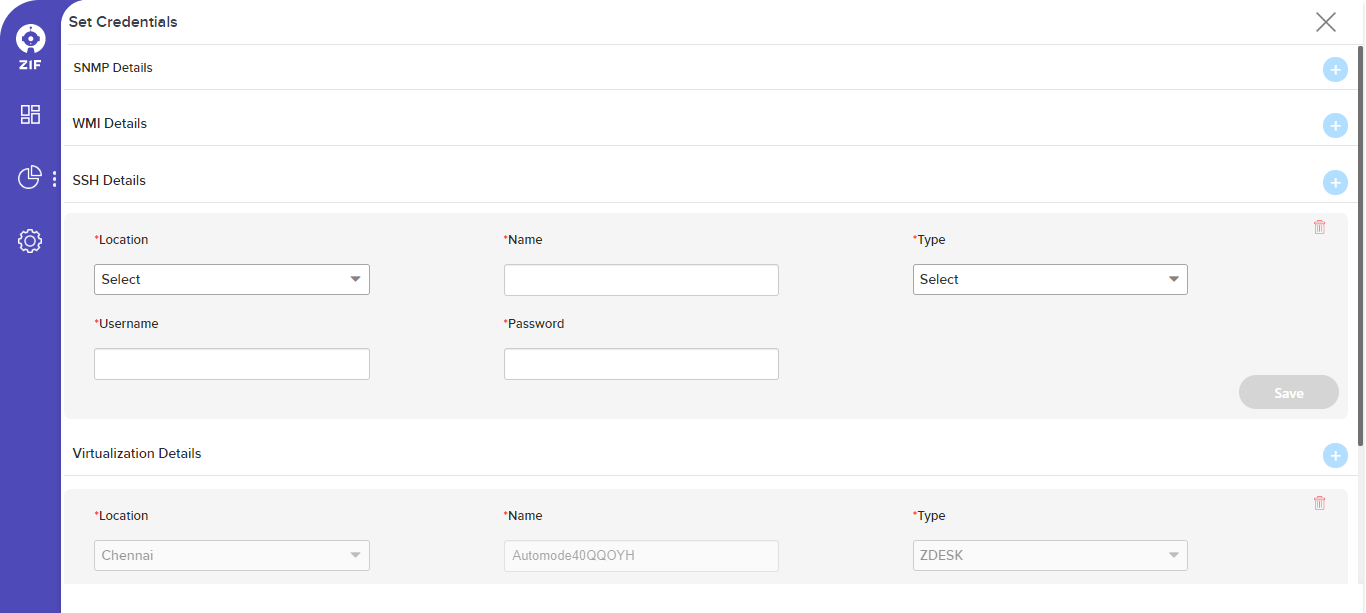 Set Credentials
ZIF
SNMP Details
WMI Details
SSH Details
*Location *Name *Type
Select Select
*Username *Password
Save
Virtualization Details
*Location *Name *Type
Chennai Automode40QQOYH ZDESK